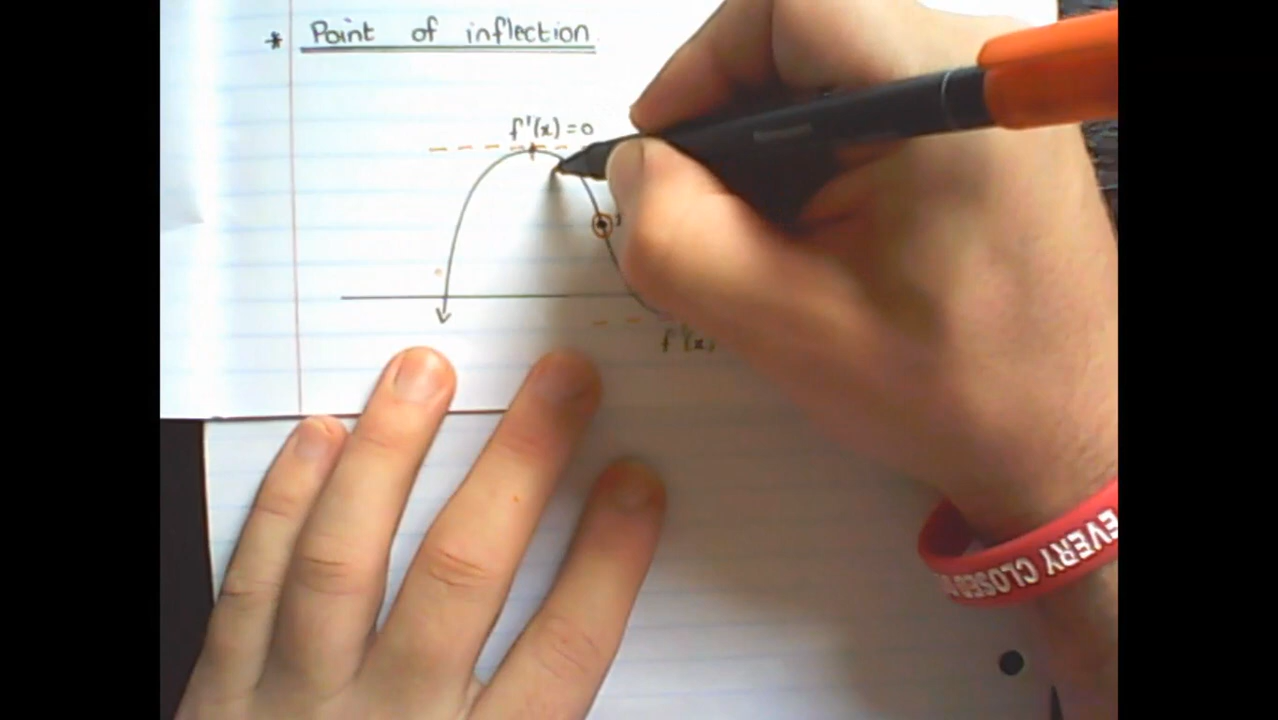 * Point of inflection
f'(x) = 0
f'(x)
EVERY CLOSED